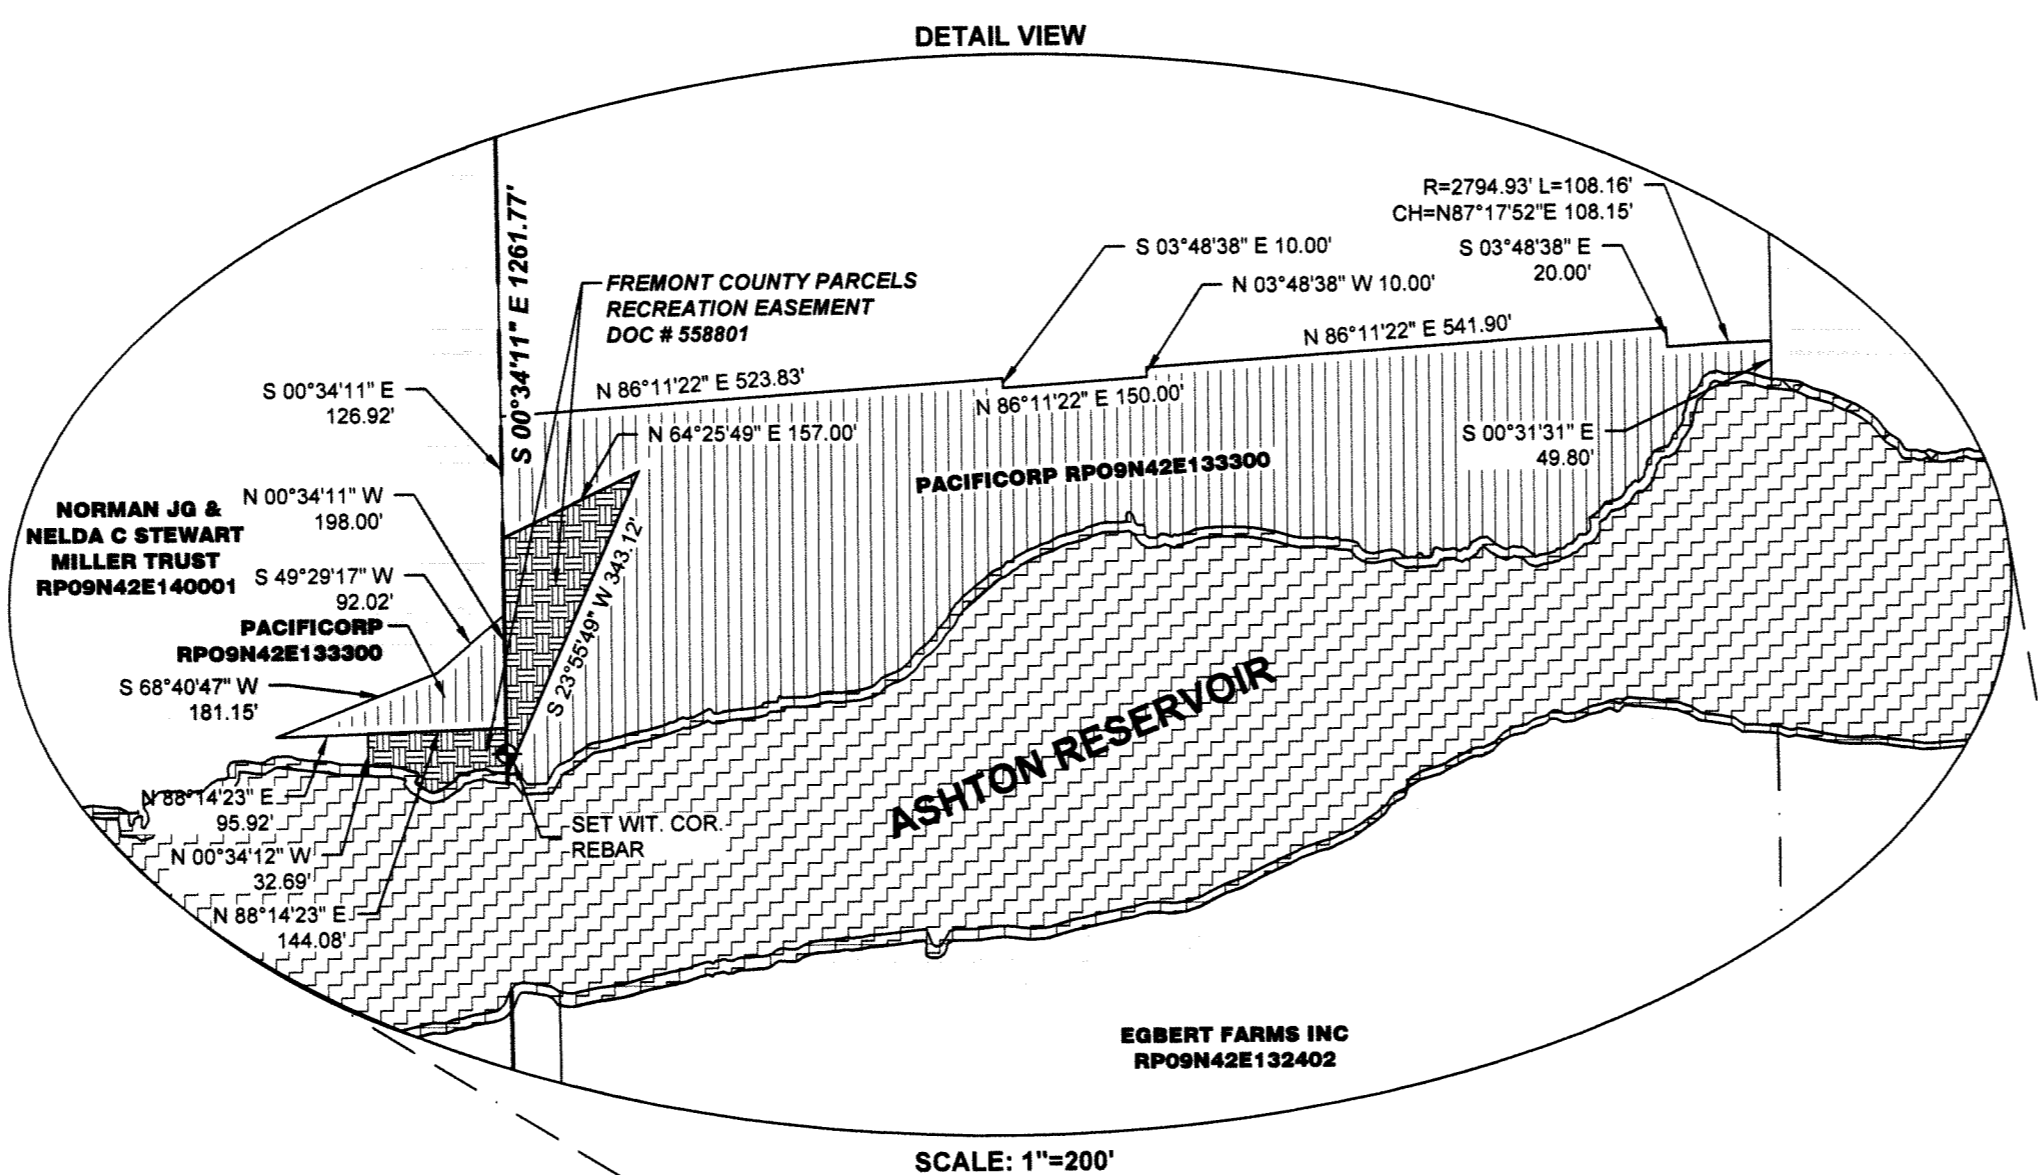 DETAIL VIEW
R=2794.93' L=108.16'
CH=N87°17'52"E 108.15'
S 03°48'38" E 10.00'
S 03°48'38" E
20.00'
N 03°48'38" W 10.00'
S 00°34'11" E 1261.77'
FREMONT COUNTY PARCELS
RECREATION EASEMENT
DOC # 558801
N 86°11'22" E 541.90'
N 86°11'22" E 523.83'
N 86°11'22" E 150.00'
S 00°34'11" E
126.92'
N 64°25'49" E 157.00'
S 00°31'31" E
49.80'
PACIFICORP RPO9N42E133300
N 00°34'11" W
198.00'
NORMAN JG &
NELDA C STEWART
MILLER TRUST
RP09N42E140001
S 49°29'17" W
92.02'
S 23°55'49" W 343.12'
PACIFICORP
RPO9N42E133300
S 68°40'47" W
181.15'
ASHTON RESERVOIR
N 88°14'23" E
95.92'
SET WIT. COR.
REBAR
N 00°34'12" W
32.69'
N 88°14'23" E
144.08'
EGBERT FARMS INC
RP09N42E132402
SCALE: 1"=200'